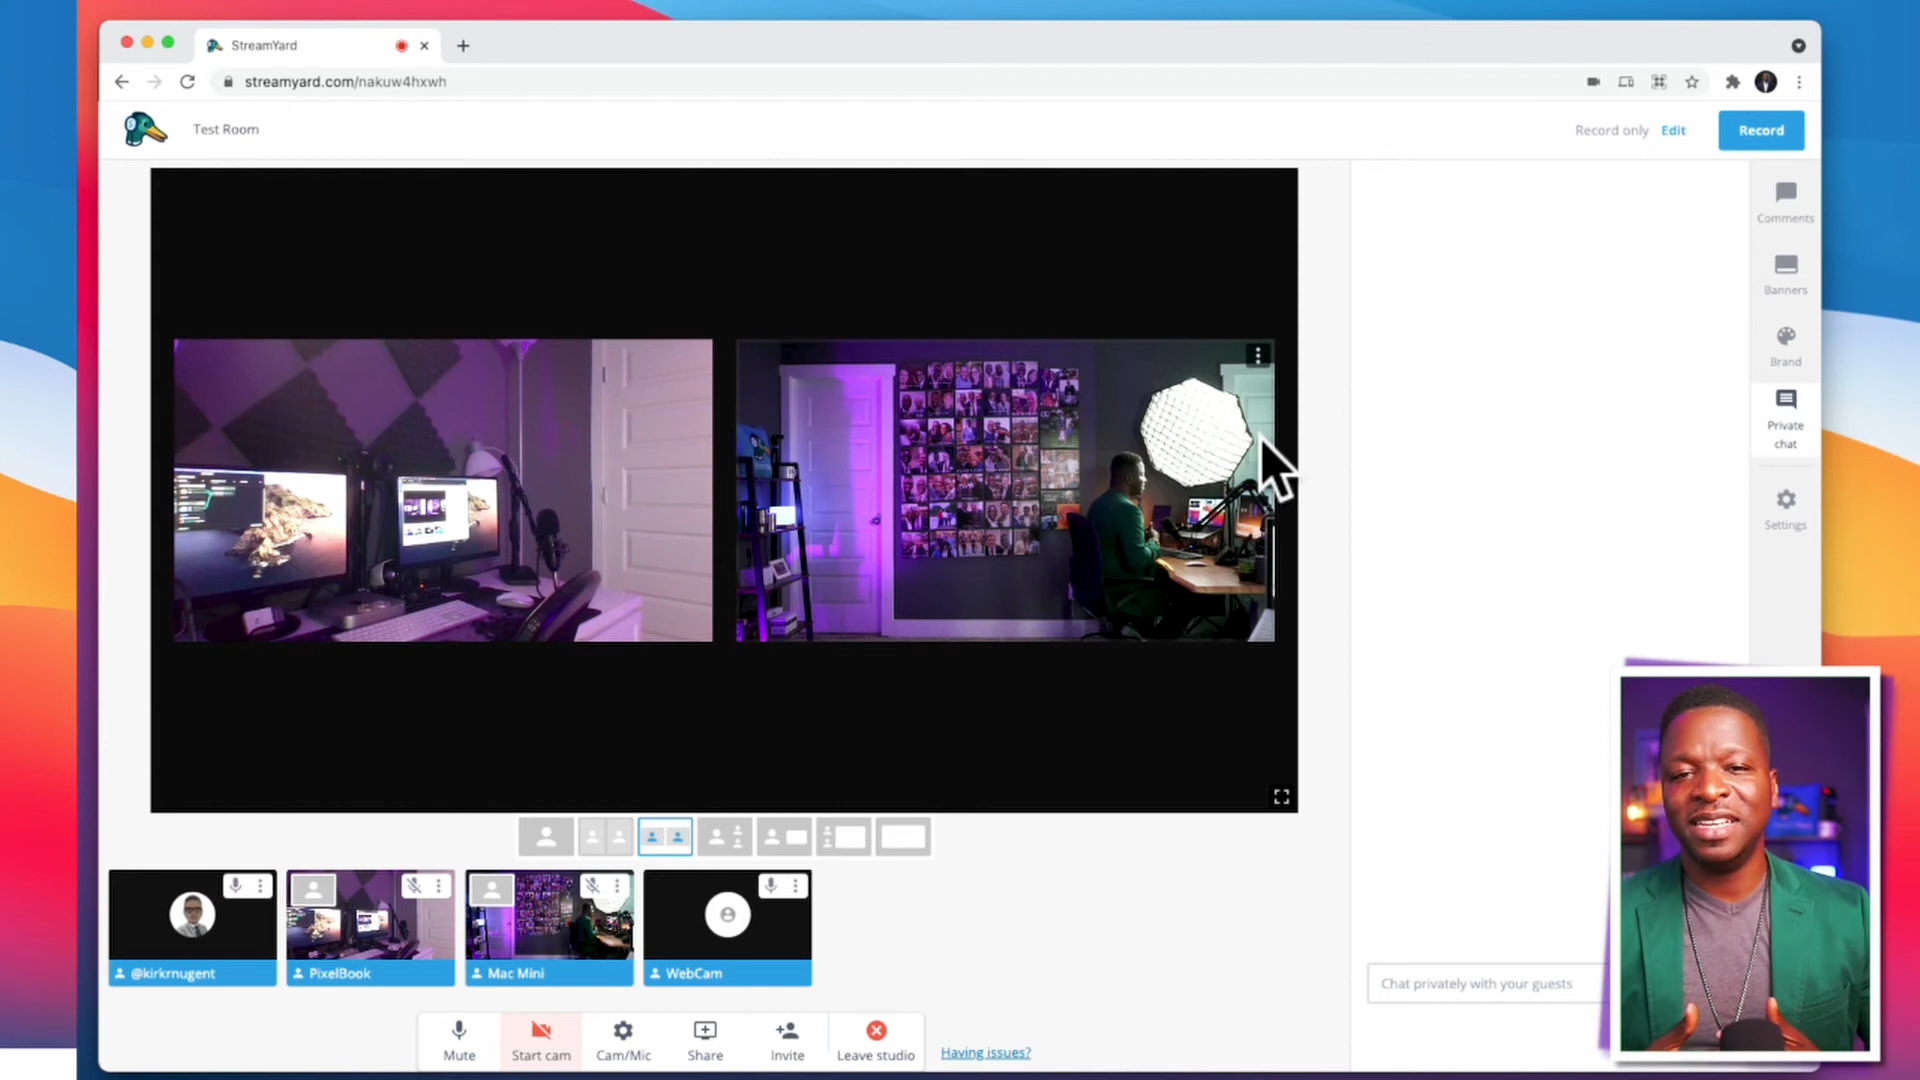 StreamYard
streamyard.com/nakuw4hxwh
Test Room
Record only
Edit
Record
Comments
Banners
Brand
Private
chat
Settings
@kirkrnugent
PixelBook
Mac Mini
WebCam
Chat privately with your guests
Mute
Start cam
Cam/Mic
Share
Invite
Leave studio
Having issues?